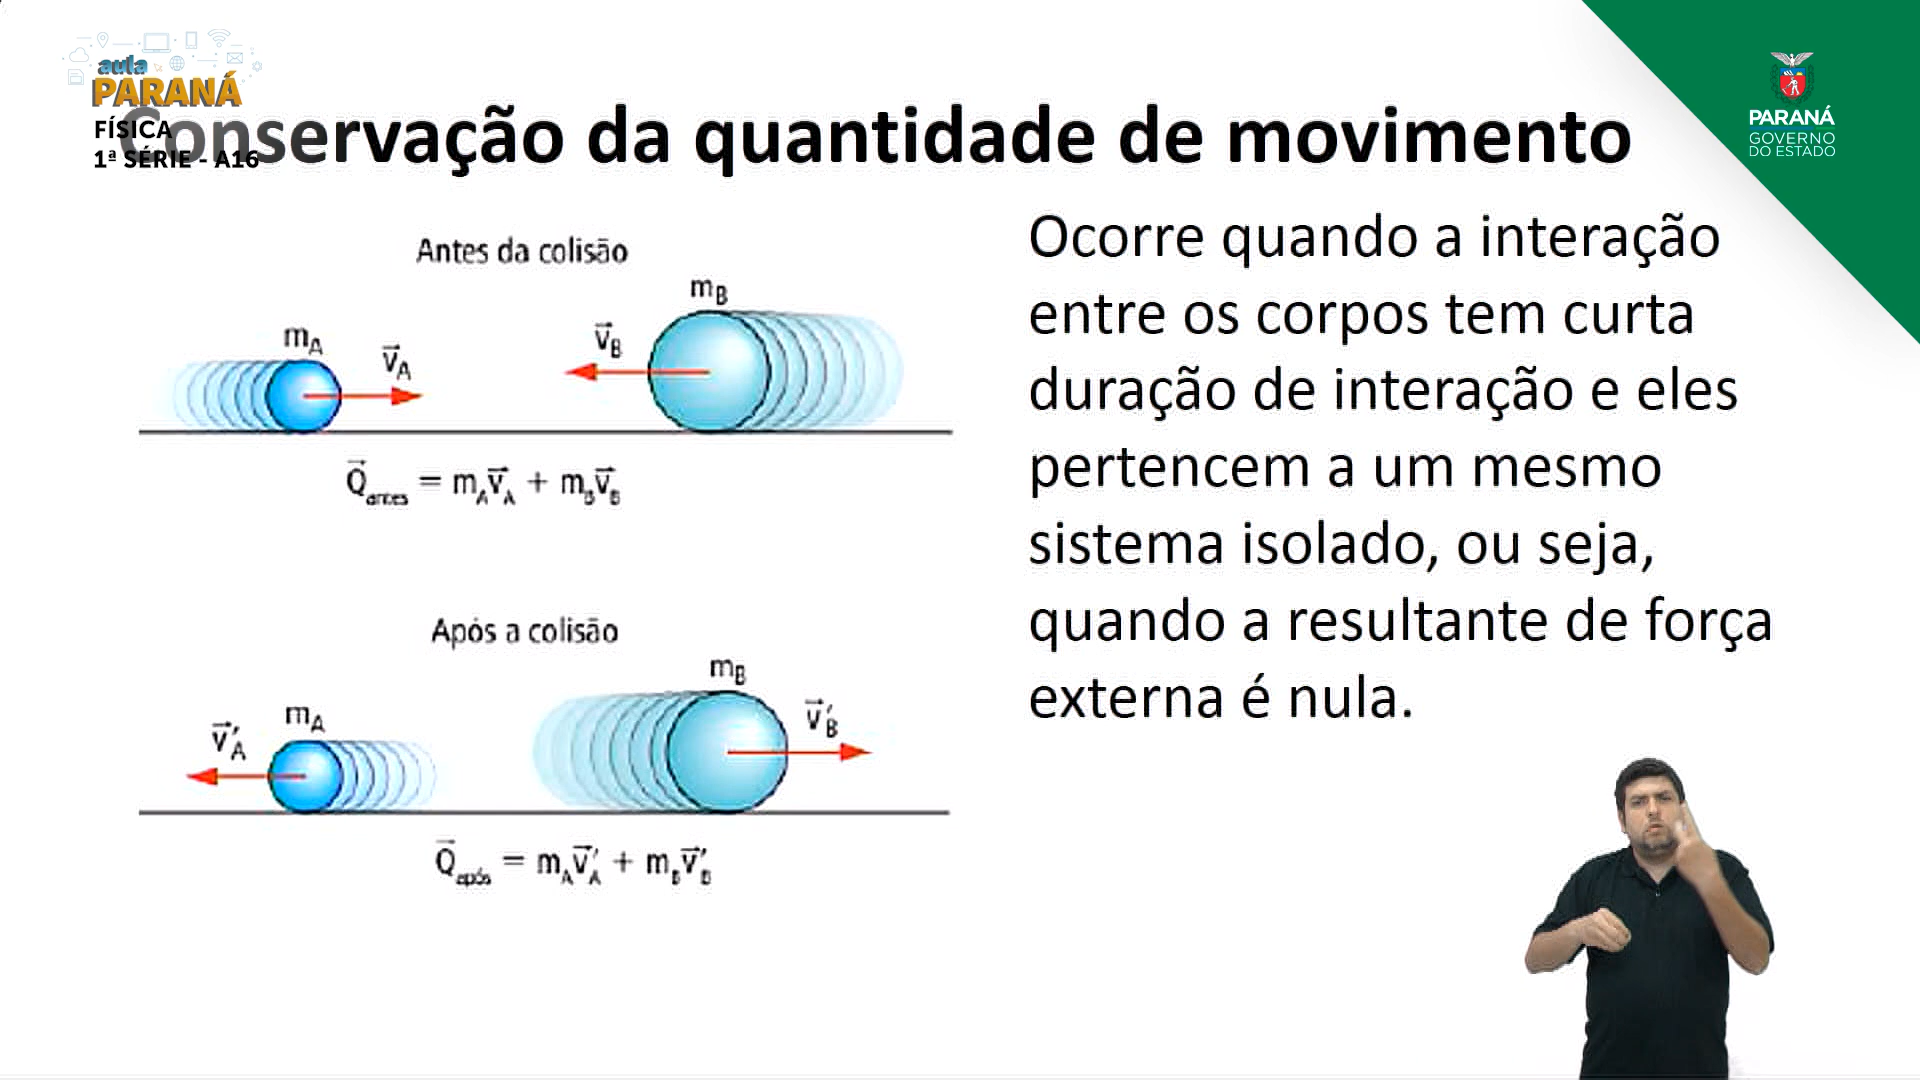 aula
PARANÁ
FÍSICA
1ª SÉRIE - A16
Conservação da quantidade de movimento
PARANÁ
GOVERNO
DO ESTADO
Antes da colisão
mA
v⃗A
v⃗B
mB
Q⃗antes = mAv⃗A + mBv⃗B
Após a colisão
v⃗′A
mA
mB
v⃗′B
Q⃗após = mAv⃗′A + mBv⃗′B
Ocorre quando a interação
entre os corpos tem curta
duração de interação e eles
pertencem a um mesmo
sistema isolado, ou seja,
quando a resultante de força
externa é nula.